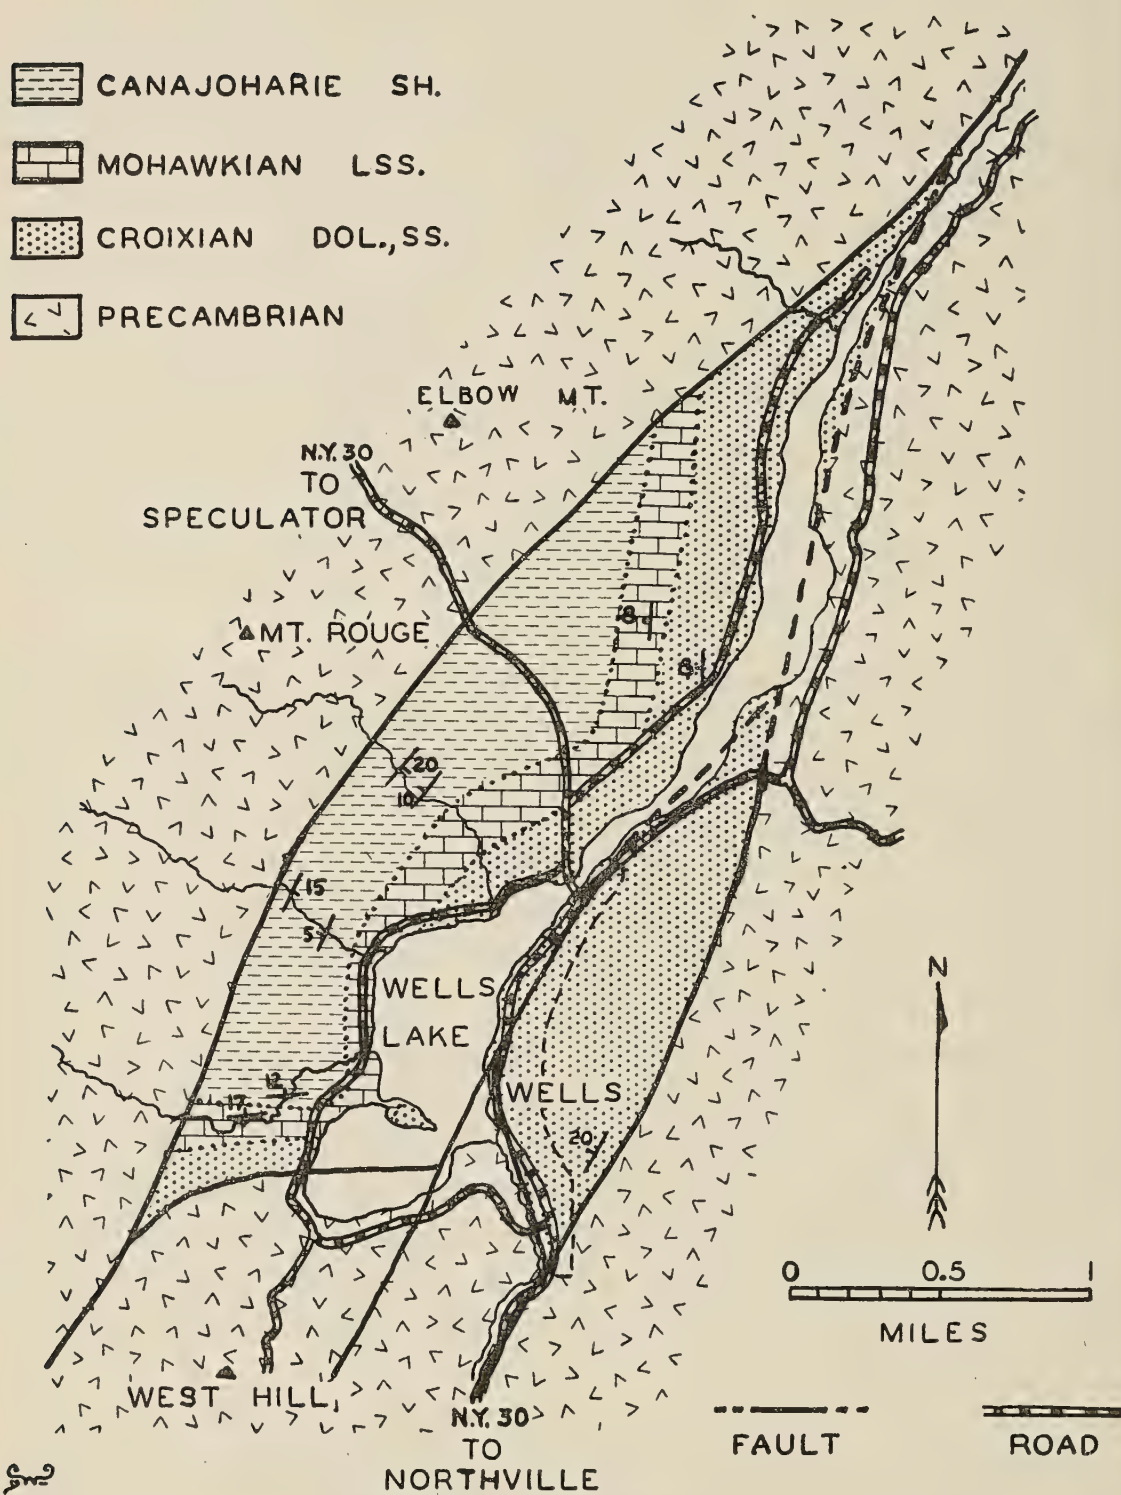 CANAJOHARIE SH.
MOHAWKIAN LSS.
CROIXIAN DOL., SS.
PRECAMBRIAN
ELBOW MT.
N.Y. 30
TO
SPECULATOR
8
MT. ROUGE
8
20
10
15
5
WELLS
LAKE
N
12
17
WELLS
20
0 0.5 1
MILES
WEST HILL
N.Y. 30
TO
NORTHVILLE
FAULT
ROAD